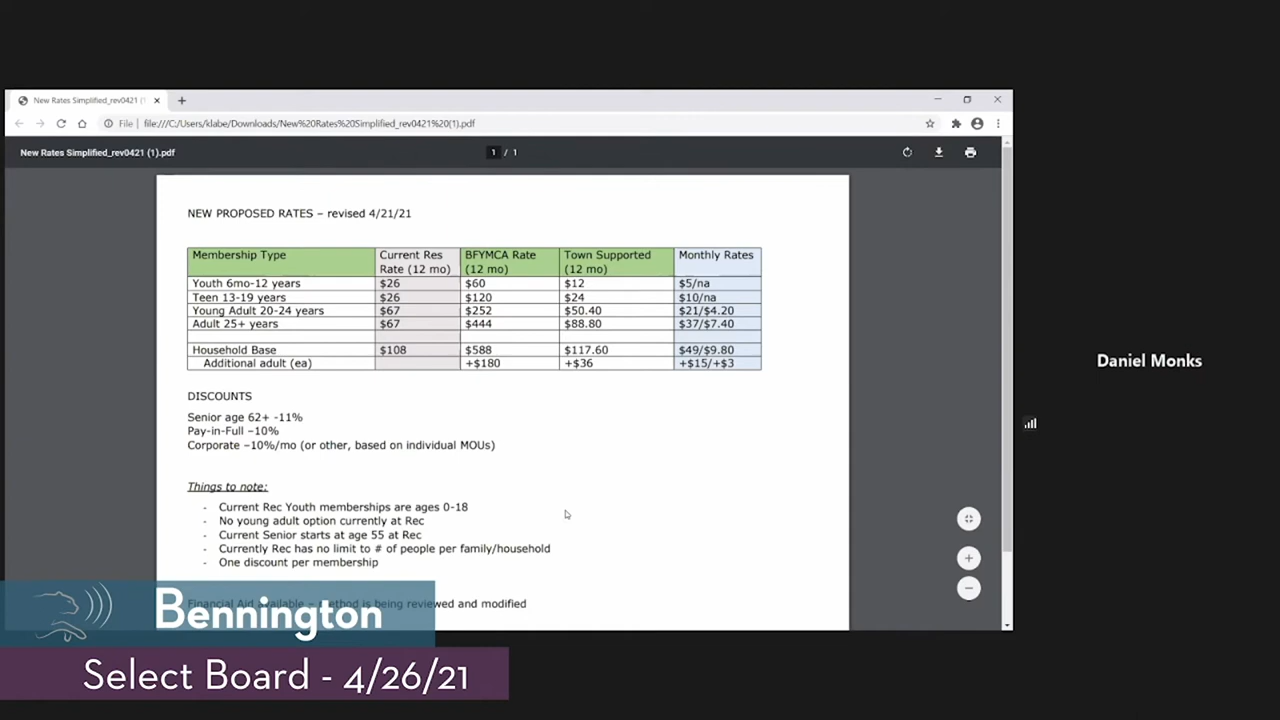 New Rates Simplified_rev0421 (1
File file:///C:/Users/klabe/Downloads/New%20Rates%20Simplified_rev0421%20(1).pdf
New Rates Simplified_rev0421 (1).pdf 1 / 1
NEW PROPOSED RATES – revised 4/21/21
Membership Type Current Res Rate (12 mo) BFYMCA Rate (12 mo) Town Supported (12 mo) Monthly Rates
Youth 6mo-12 years $26 $60 $12 $5/na
Teen 13-19 years $26 $120 $24 $10/na
Young Adult 20-24 years $67 $252 $50.40 $21/$4.20
Adult 25+ years $67 $444 $88.80 $37/$7.40
Household Base $108 $588 $117.60 $49/$9.80
Additional adult (ea) +$180 +$36 +$15/+$3
DISCOUNTS
Senior age 62+ -11%
Pay-in-Full –10%
Corporate –10%/mo (or other, based on individual MOUs)
Things to note:
- Current Rec Youth memberships are ages 0-18
- No young adult option currently at Rec
- Current Senior starts at age 55 at Rec
- Currently Rec has no limit to # of people per family/household
- One discount per membership
Financial Aid available – method is being reviewed and modified
Daniel Monks
Bennington
Select Board - 4/26/21